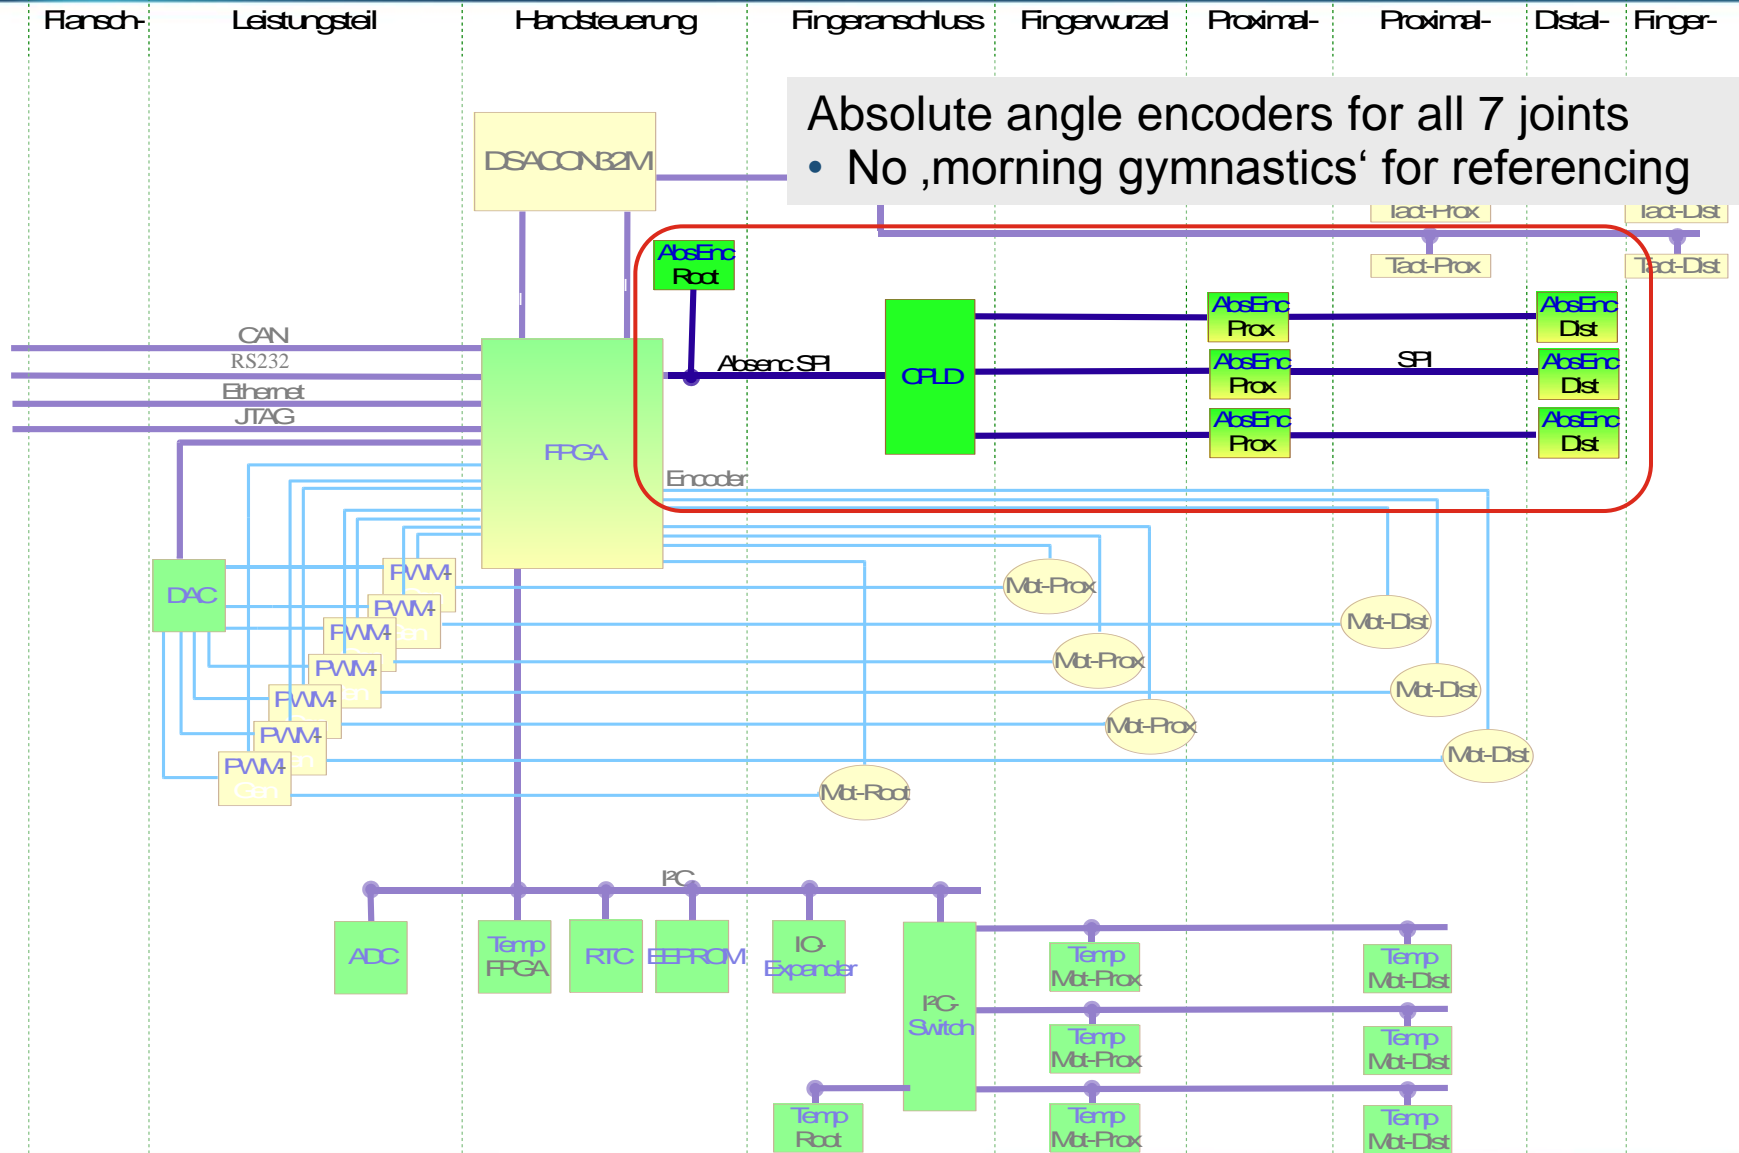 Flansch- Leistungsteil Handsteuerung Fingeranschluss Fingerwurzel Proximal- Proximal- Distal- Finger-
Absolute angle encoders for all 7 joints
• No ‚morning gymnastics‘ for referencing
DSACON32M
Tact-Prox Tact-Dist
Tact-Prox Tact-Dist
AbsEnc
Root
AbsEnc
Prox
AbsEnc
Dist
CAN
RS232
Ethernet
JTAG
FPGA
Absenc SPI
CPLD
AbsEnc
Prox
SPI
AbsEnc
Dist
AbsEnc
Prox
AbsEnc
Dist
Encoder
DAC
PWM-
PWM-
Gen
PWM-
PWM-
en
PWM-
PWM-
en
PWM-
Gen
Mot-Prox
Mot-Dist
Mot-Prox
Mot-Dist
Mot-Prox
Mot-Dist
Mot-Root
I²C
ADC
Temp
FPGA
RTC
EEPROM
IO-
Expander
I²C-
Switch
Temp
Mot-Prox
Temp
Mot-Dist
Temp
Mot-Prox
Temp
Mot-Dist
Temp
Root
Temp
Mot-Prox
Temp
Mot-Dist